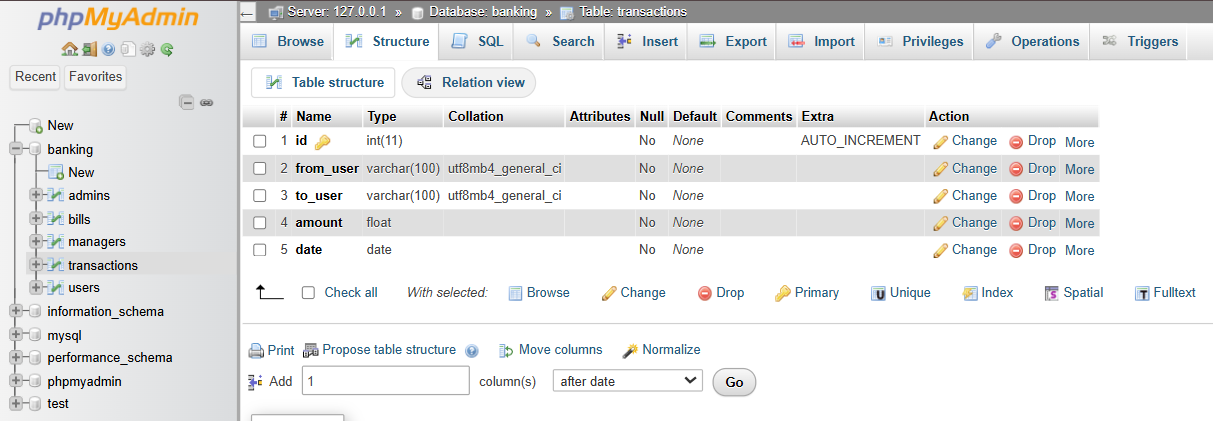 phpMyAdmin
Recent Favorites
New
banking
New
admins
bills
managers
transactions
users
information_schema
mysql
performance_schema
phpmyadmin
test
Server: 127.0.0.1 » Database: banking » Table: transactions
Browse Structure SQL Search Insert Export Import Privileges Operations Triggers
Table structure Relation view
# Name Type Collation Attributes Null Default Comments Extra Action
1 id int(11) No None AUTO_INCREMENT Change Drop More
2 from_user varchar(100) utf8mb4_general_ci No None Change Drop More
3 to_user varchar(100) utf8mb4_general_ci No None Change Drop More
4 amount float No None Change Drop More
5 date date No None Change Drop More
Check all With selected: Browse Change Drop Primary Unique Index Spatial Fulltext
Print Propose table structure Move columns Normalize
Add 1 column(s) after date Go